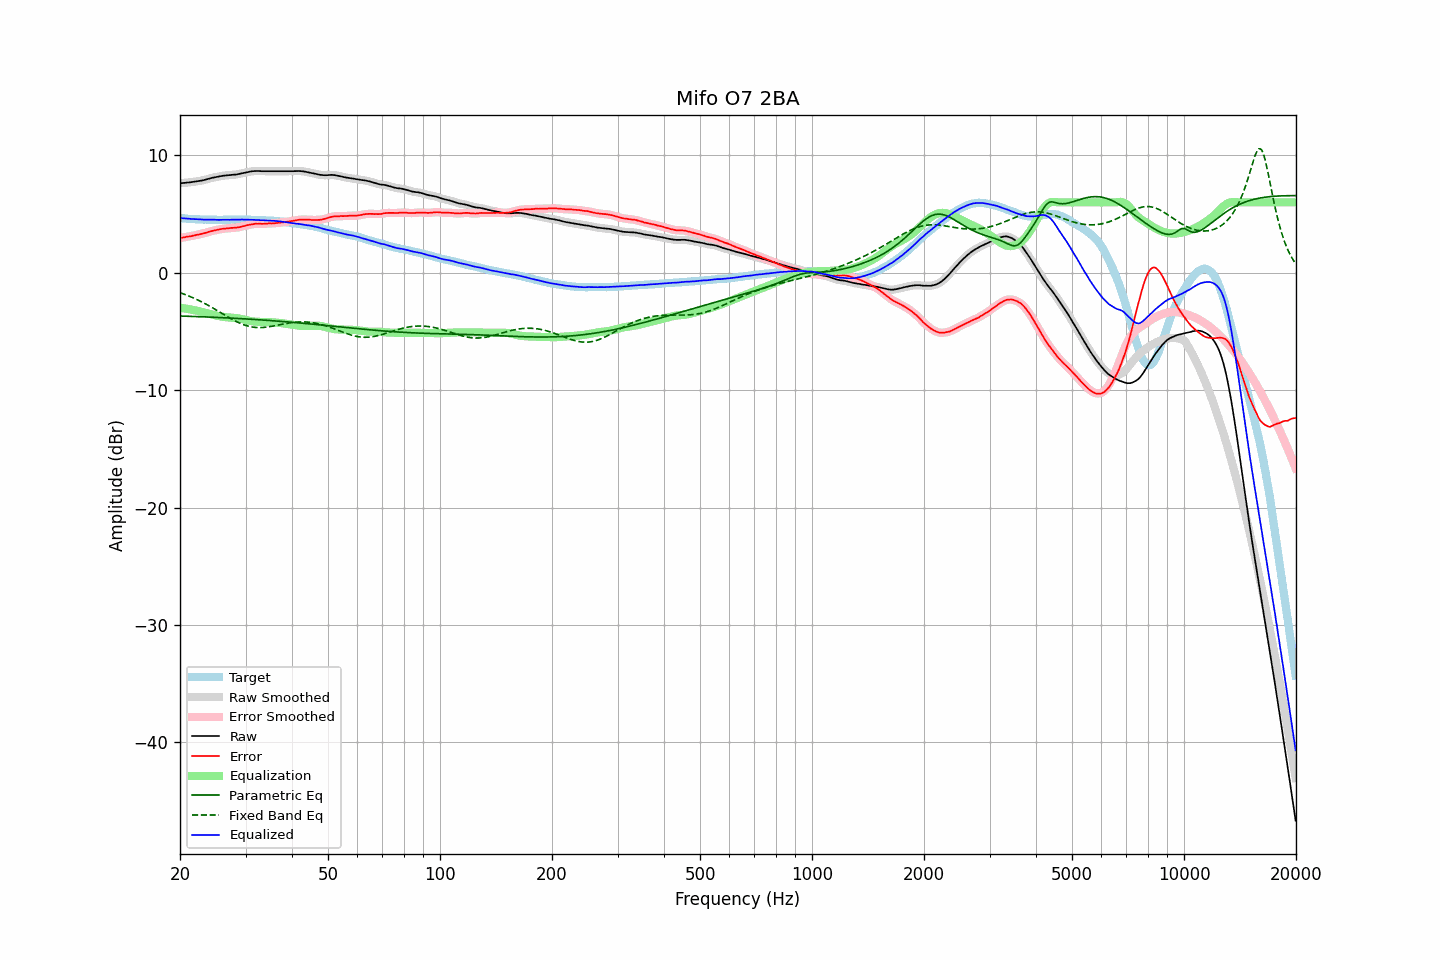 Mifo O7 2BA
10
0
−10
−20
−30
−40
Amplitude (dBr)
Target
Raw Smoothed
Error Smoothed
Raw
Error
Equalization
Parametric Eq
Fixed Band Eq
Equalized
20
50
100
200
500
1000
2000
5000
10000
20000
Frequency (Hz)